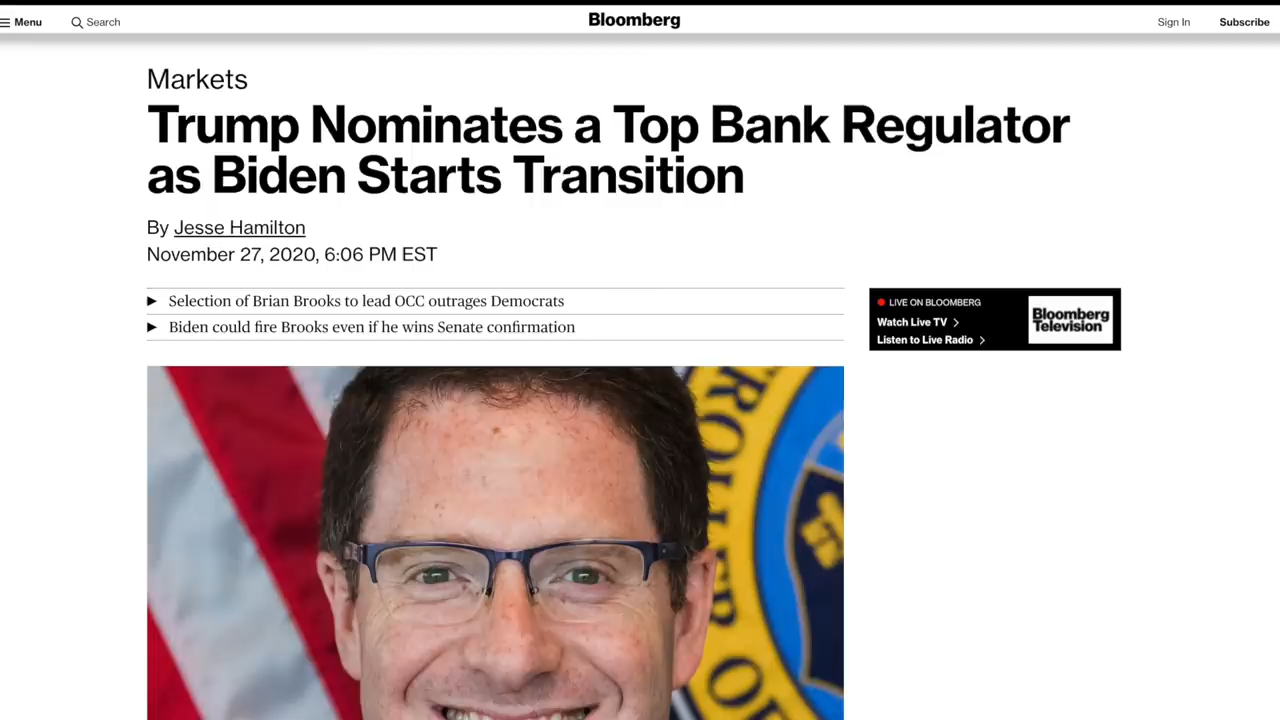 Menu
Search
Bloomberg
Sign In
Subscribe
Markets
Trump Nominates a Top Bank Regulator
as Biden Starts Transition
By Jesse Hamilton
November 27, 2020, 6:06 PM EST
Selection of Brian Brooks to lead OCC outrages Democrats
Biden could fire Brooks even if he wins Senate confirmation
LIVE ON BLOOMBERG
Watch Live TV
Listen to Live Radio
Bloomberg
Television